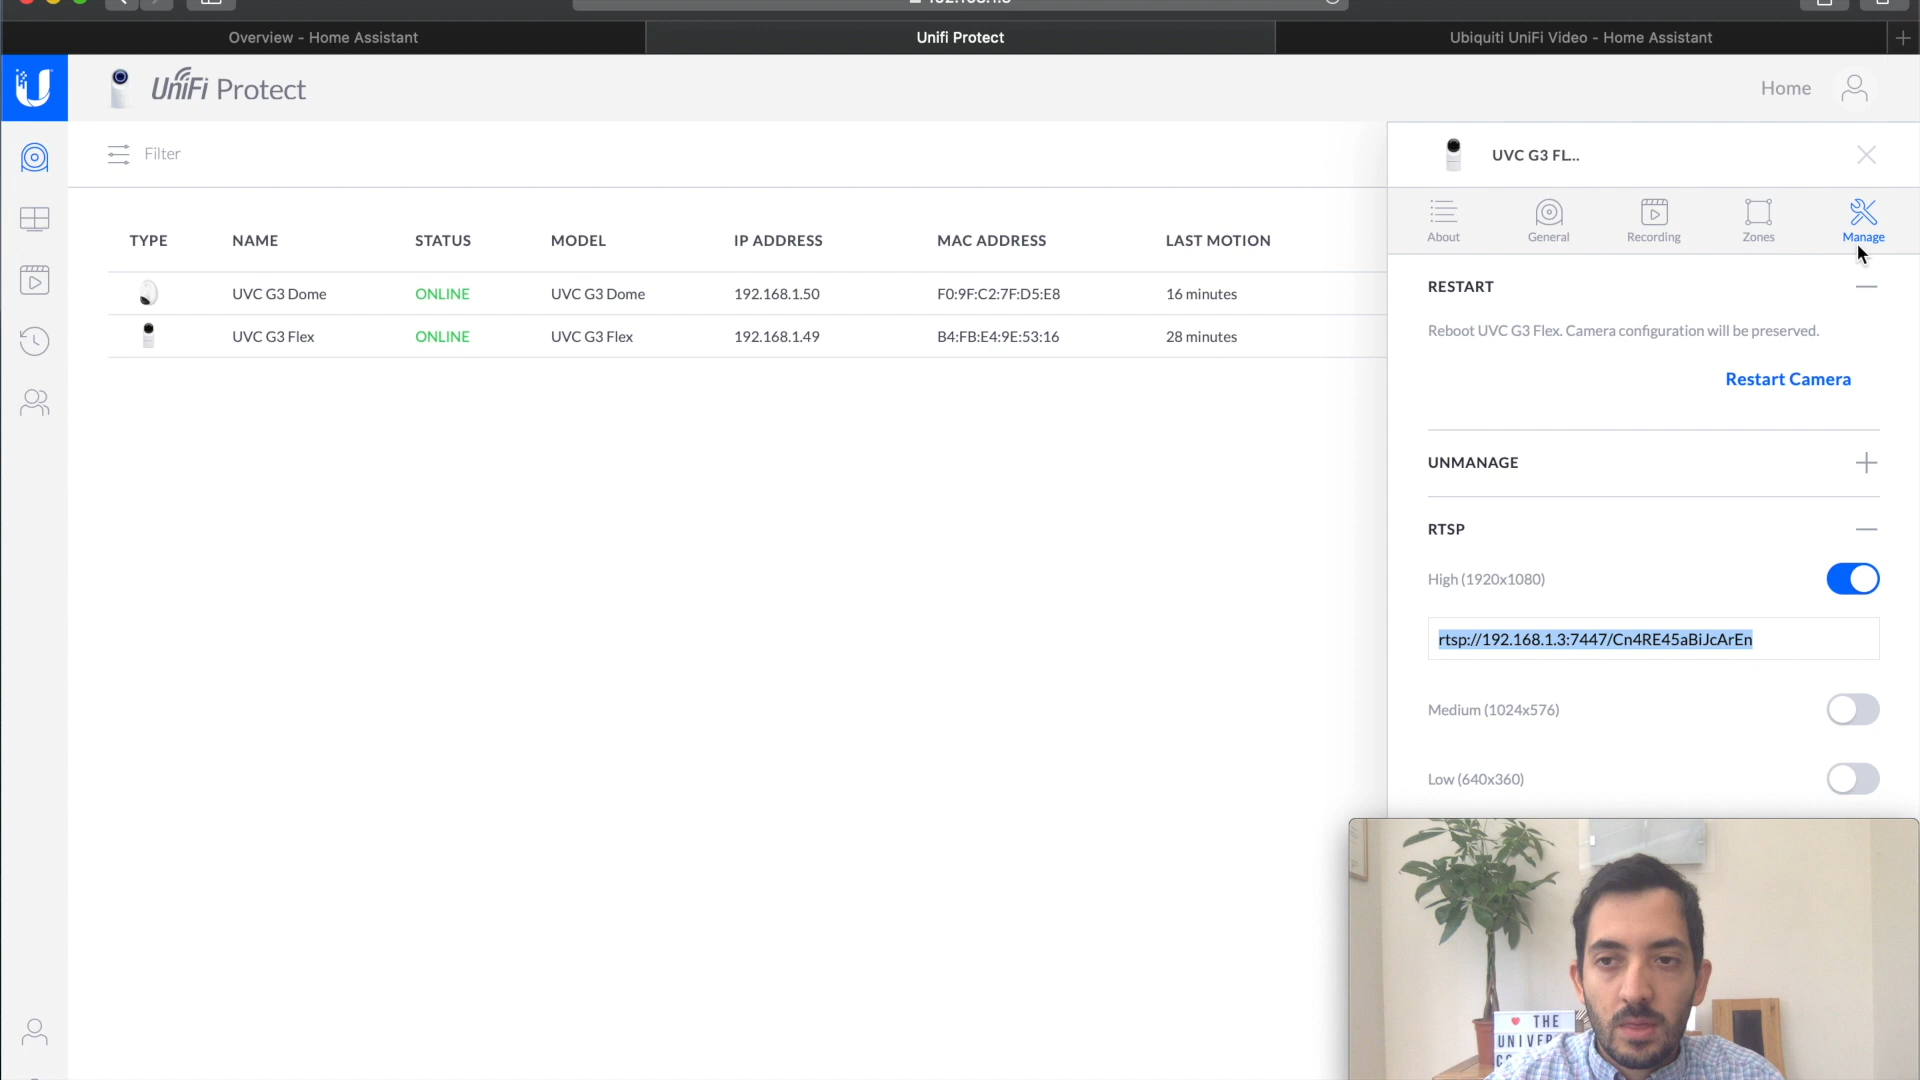 Overview - Home Assistant
Unifi Protect
Ubiquiti UniFi Video - Home Assistant
UniFi Protect
Home
Filter
UVC G3 FL...
About
General
Recording
Zones
Manage
TYPE NAME STATUS MODEL IP ADDRESS MAC ADDRESS LAST MOTION
UVC G3 Dome ONLINE UVC G3 Dome 192.168.1.50 F0:9F:C2:7F:D5:E8 16 minutes
UVC G3 Flex ONLINE UVC G3 Flex 192.168.1.49 B4:FB:E4:9E:53:16 28 minutes
RESTART
Reboot UVC G3 Flex. Camera configuration will be preserved.
Restart Camera
UNMANAGE
RTSP
High (1920x1080)
rtsp://192.168.1.3:7447/Cn4RE45aBiJcArEn
Medium (1024x576)
Low (640x360)
THE